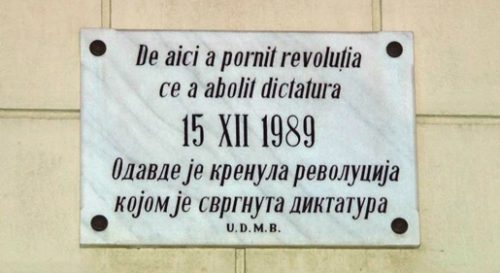 De aici a pornit revoluția
ce a abolit dictatura
15 XII 1989
Одавде је кренула револуција
којом је свргнута диктатура
U.D.M.B.